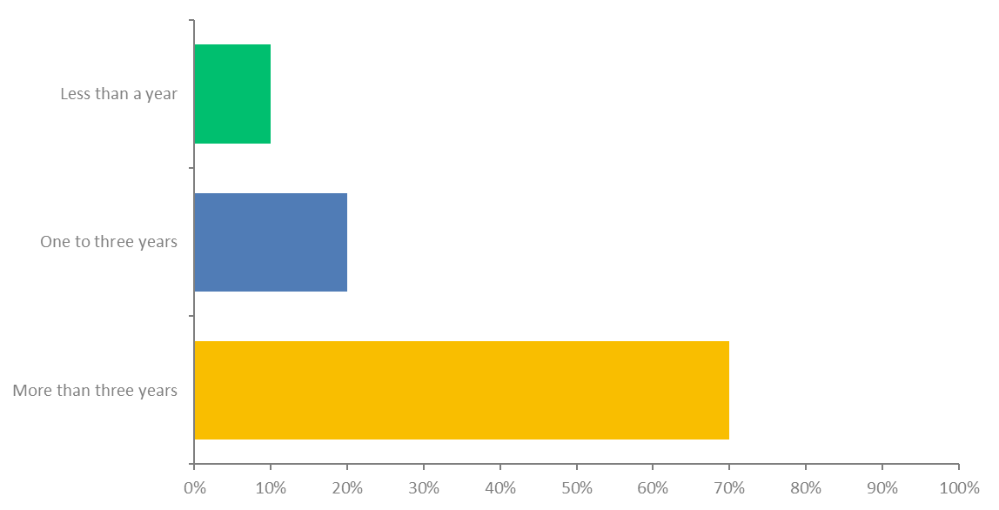 Less than a year
One to three years
More than three years
0% 10% 20% 30% 40% 50% 60% 70% 80% 90% 100%